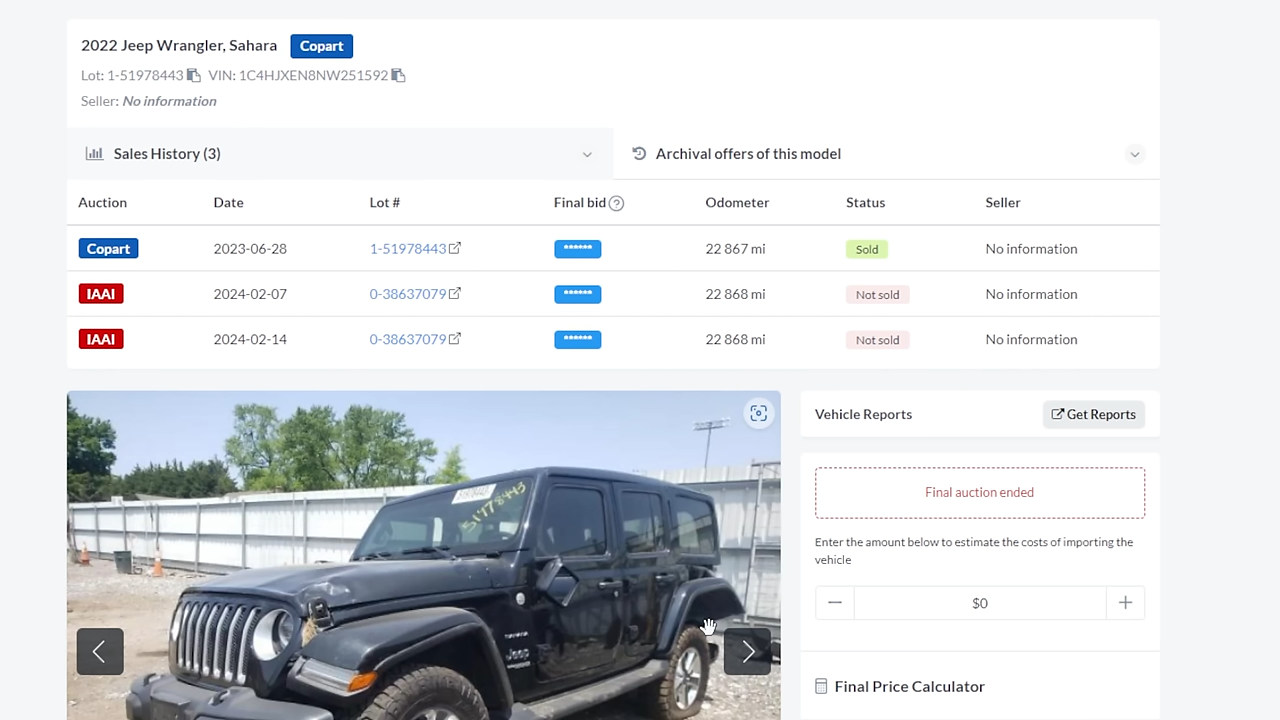 2022 Jeep Wrangler, Sahara Copart
Lot: 1-51978443 VIN: 1C4HJXEN8NW251592
Seller: No information
Sales History (3)
Archival offers of this model
Auction Date Lot # Final bid ? Odometer Status Seller
Copart 2023-06-28 1-51978443 ****** 22 867 mi Sold No information
IAAI 2024-02-07 0-38637079 ****** 22 868 mi Not sold No information
IAAI 2024-02-14 0-38637079 ****** 22 868 mi Not sold No information
51978443
Jeep
Vehicle Reports Get Reports
Final auction ended
Enter the amount below to estimate the costs of importing the
vehicle
$0
Final Price Calculator